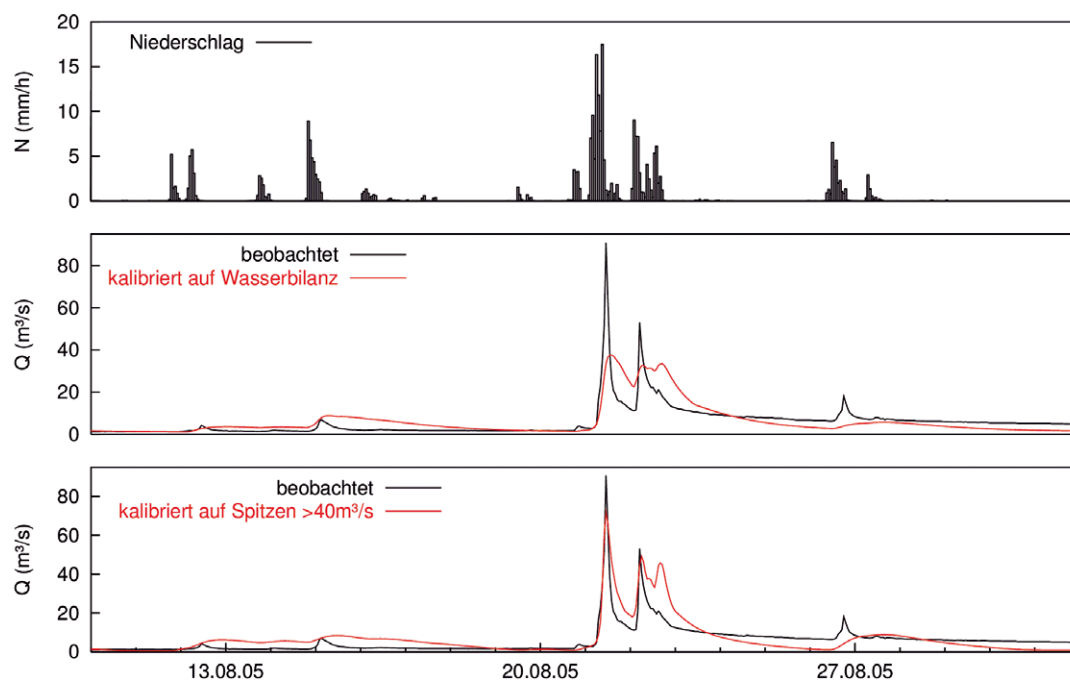 20
15
10
5
0
N (mm/h)
Niederschlag
80
60
40
20
0
Q (m³/s)
beobachtet
kalibriert auf Wasserbilanz
80
60
40
20
0
Q (m³/s)
beobachtet
kalibriert auf Spitzen >40m³/s
13.08.05 20.08.05 27.08.05